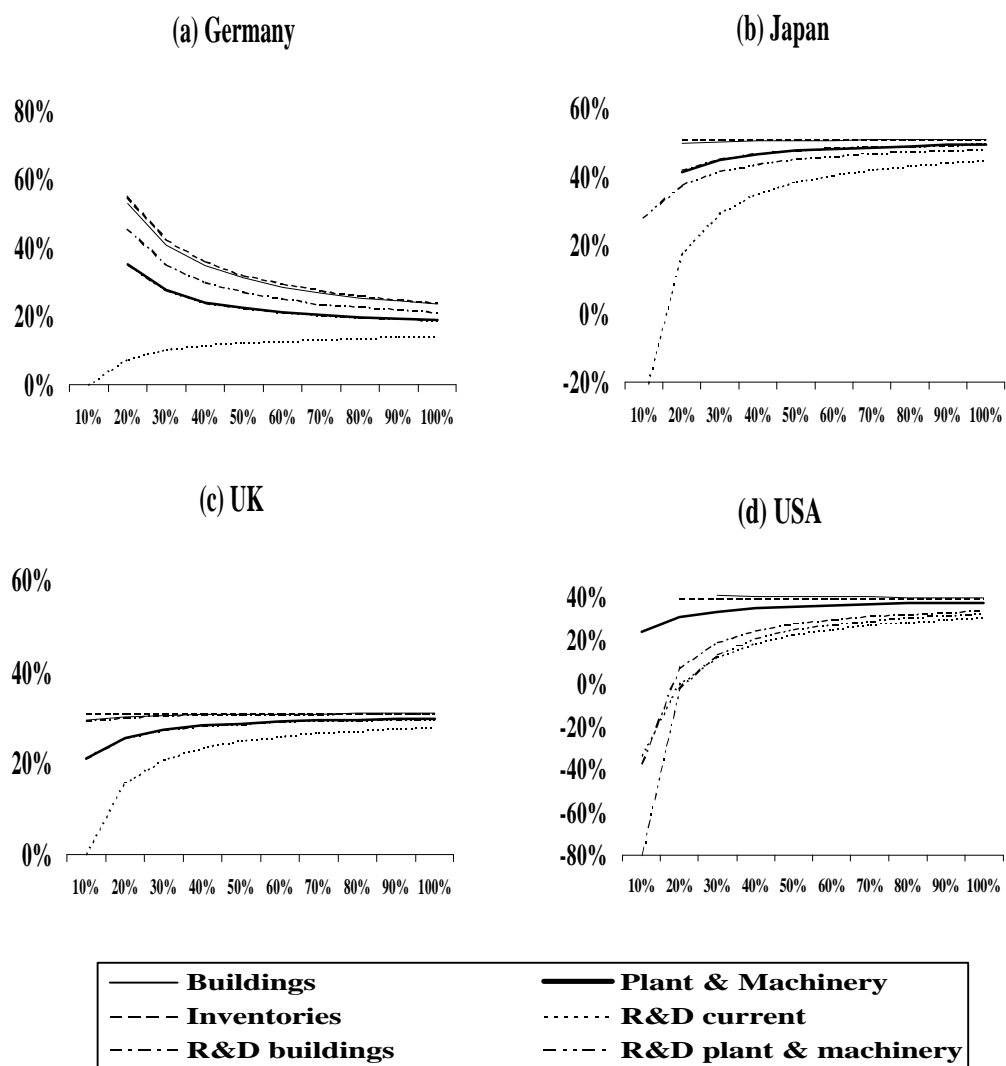 (a) Germany
80%
60%
40%
20%
0%
10% 20% 30% 40% 50% 60% 70% 80% 90% 100%
(b) Japan
60%
40%
20%
0%
-20%
10% 20% 30% 40% 50% 60% 70% 80% 90% 100%
(c) UK
60%
40%
20%
0%
10% 20% 30% 40% 50% 60% 70% 80% 90% 100%
(d) USA
40%
20%
0%
-20%
-40%
-60%
-80%
10% 20% 30% 40% 50% 60% 70% 80% 90% 100%
Buildings
Plant & Machinery
Inventories
R&D current
R&D buildings
R&D plant & machinery